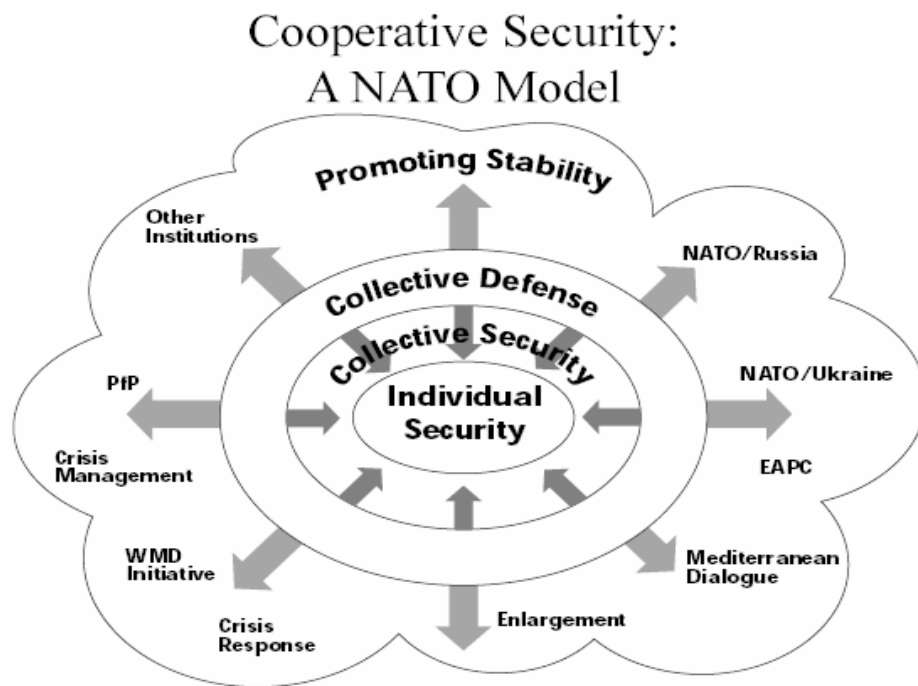 Cooperative Security:
A NATO Model
Promoting Stability
Other
Institutions
NATO/Russia
Collective Defense
Collective Security
Individual
Security
PfP
NATO/Ukraine
Crisis
Management
EAPC
WMD
Initiative
Mediterranean
Dialogue
Crisis
Response
Enlargement